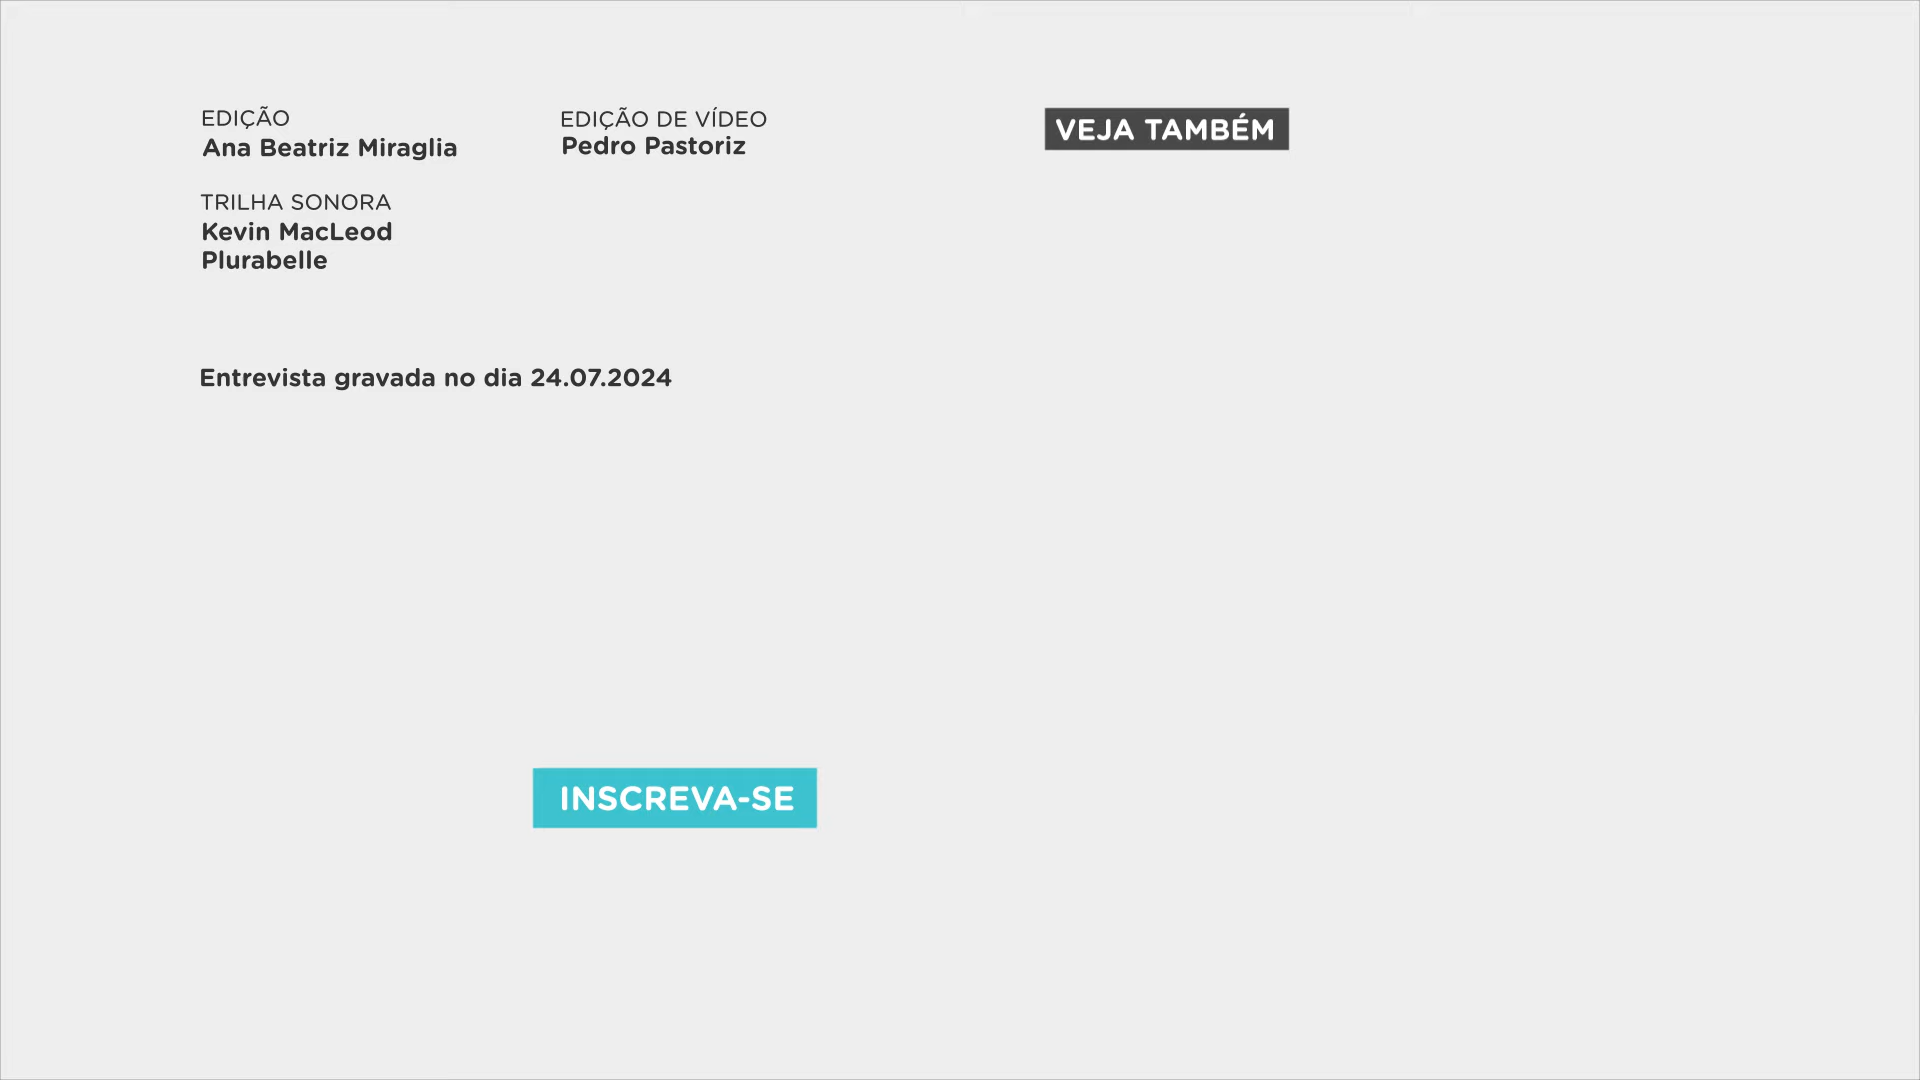 EDIÇÃO
Ana Beatriz Miraglia
EDIÇÃO DE VÍDEO
Pedro Pastoriz
TRILHA SONORA
Kevin MacLeod
Plurabelle
Entrevista gravada no dia 24.07.2024
VEJA TAMBÉM
INSCREVA-SE